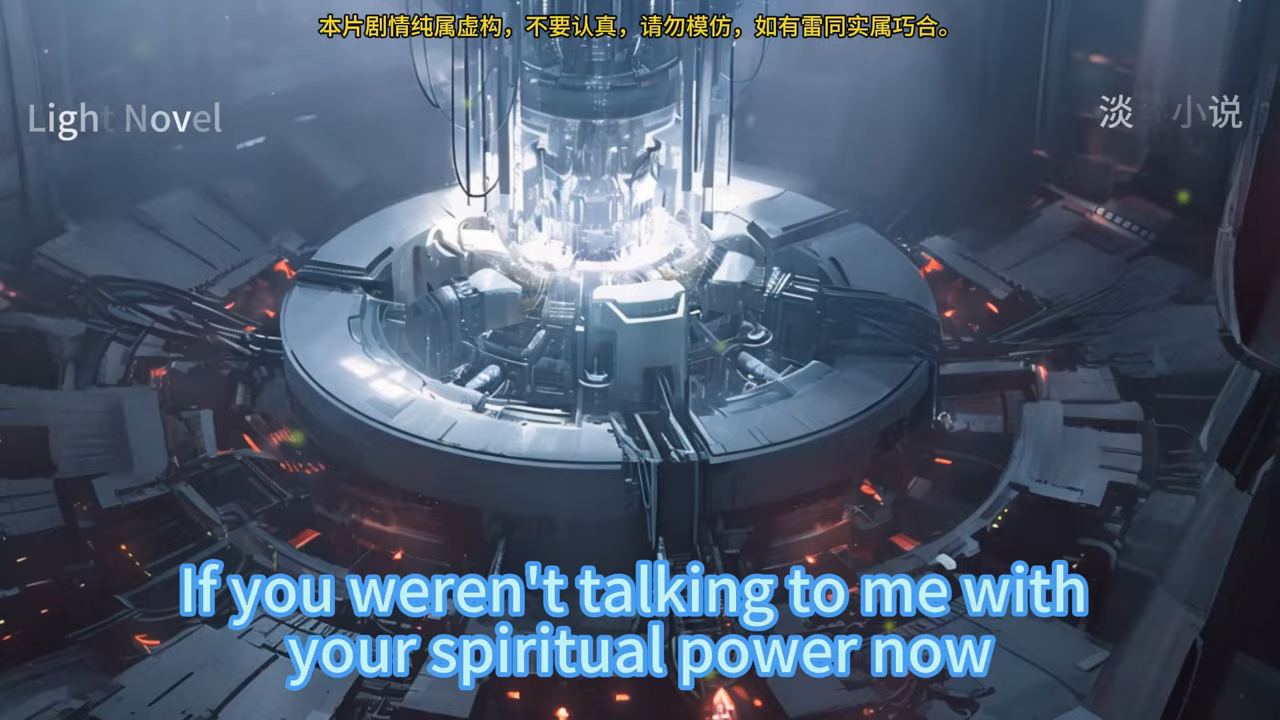 本片剧情纯属虚构，不要认真，请勿模仿，如有雷同实属巧合。
Light Novel
淡 小说
If you weren't talking to me with
your spiritual power now